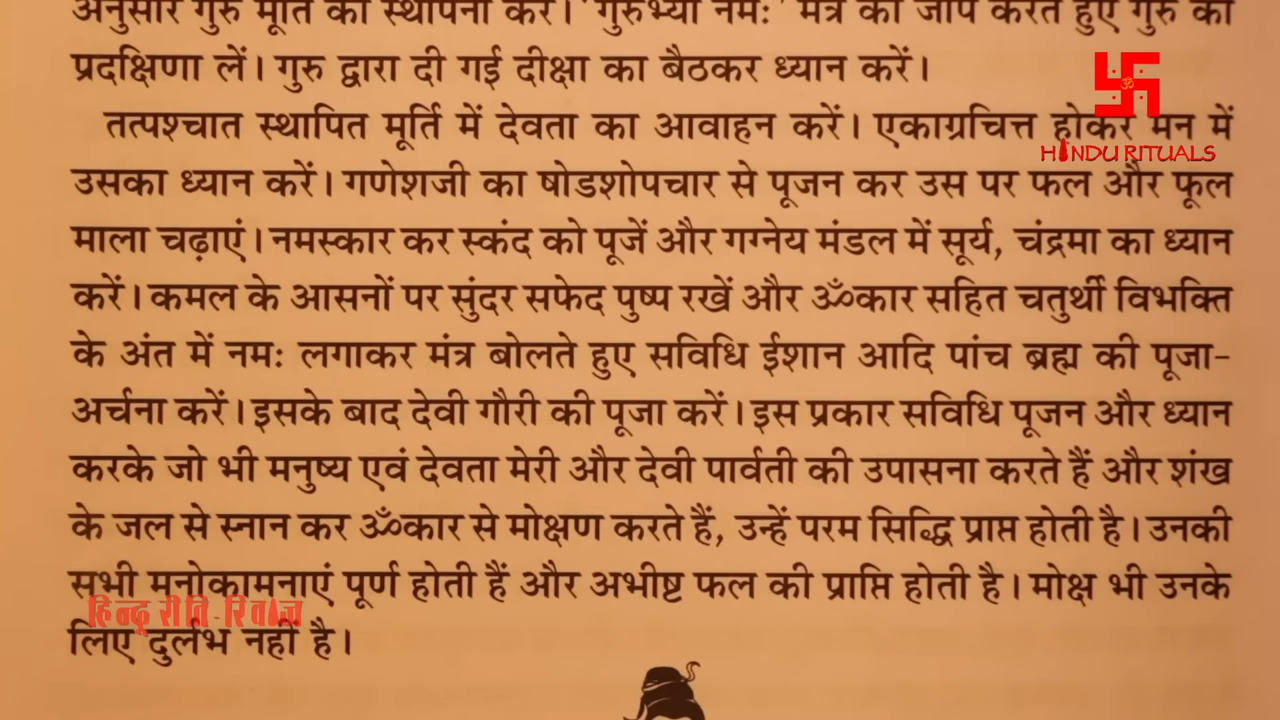 अनुसार गुरु मूर्ति की स्थापना करें। 'गुरुभ्यो नमः' मंत्र का जाप करते हुए गुरु की
प्रदक्षिणा लें। गुरु द्वारा दी गई दीक्षा का बैठकर ध्यान करें।
तत्पश्चात स्थापित मूर्ति में देवता का आवाहन करें। एकाग्रचित्त होकर मन में
HINDU RITUALS
उसका ध्यान करें। गणेशजी का षोडशोपचार से पूजन कर उस पर फल और फूल
माला चढ़ाएं। नमस्कार कर स्कंद को पूजें और गग्नेय मंडल में सूर्य, चंद्रमा का ध्यान
करें। कमल के आसनों पर सुंदर सफेद पुष्प रखें और ॐकार सहित चतुर्थी विभक्ति
के अंत में नमः लगाकर मंत्र बोलते हुए सविधि ईशान आदि पांच ब्रह्म की पूजा-
अर्चना करें। इसके बाद देवी गौरी की पूजा करें। इस प्रकार सविधि पूजन और ध्यान
करके जो भी मनुष्य एवं देवता मेरी और देवी पार्वती की उपासना करते हैं और शंख
के जल से स्नान कर ॐकार से मोक्षण करते हैं, उन्हें परम सिद्धि प्राप्त होती है। उनकी
सभी मनोकामनाएं पूर्ण होती हैं और अभीष्ट फल की प्राप्ति होती है। मोक्ष भी उनके
हिन्दू रीति-रिवाज
लिए दुर्लभ नहीं है।